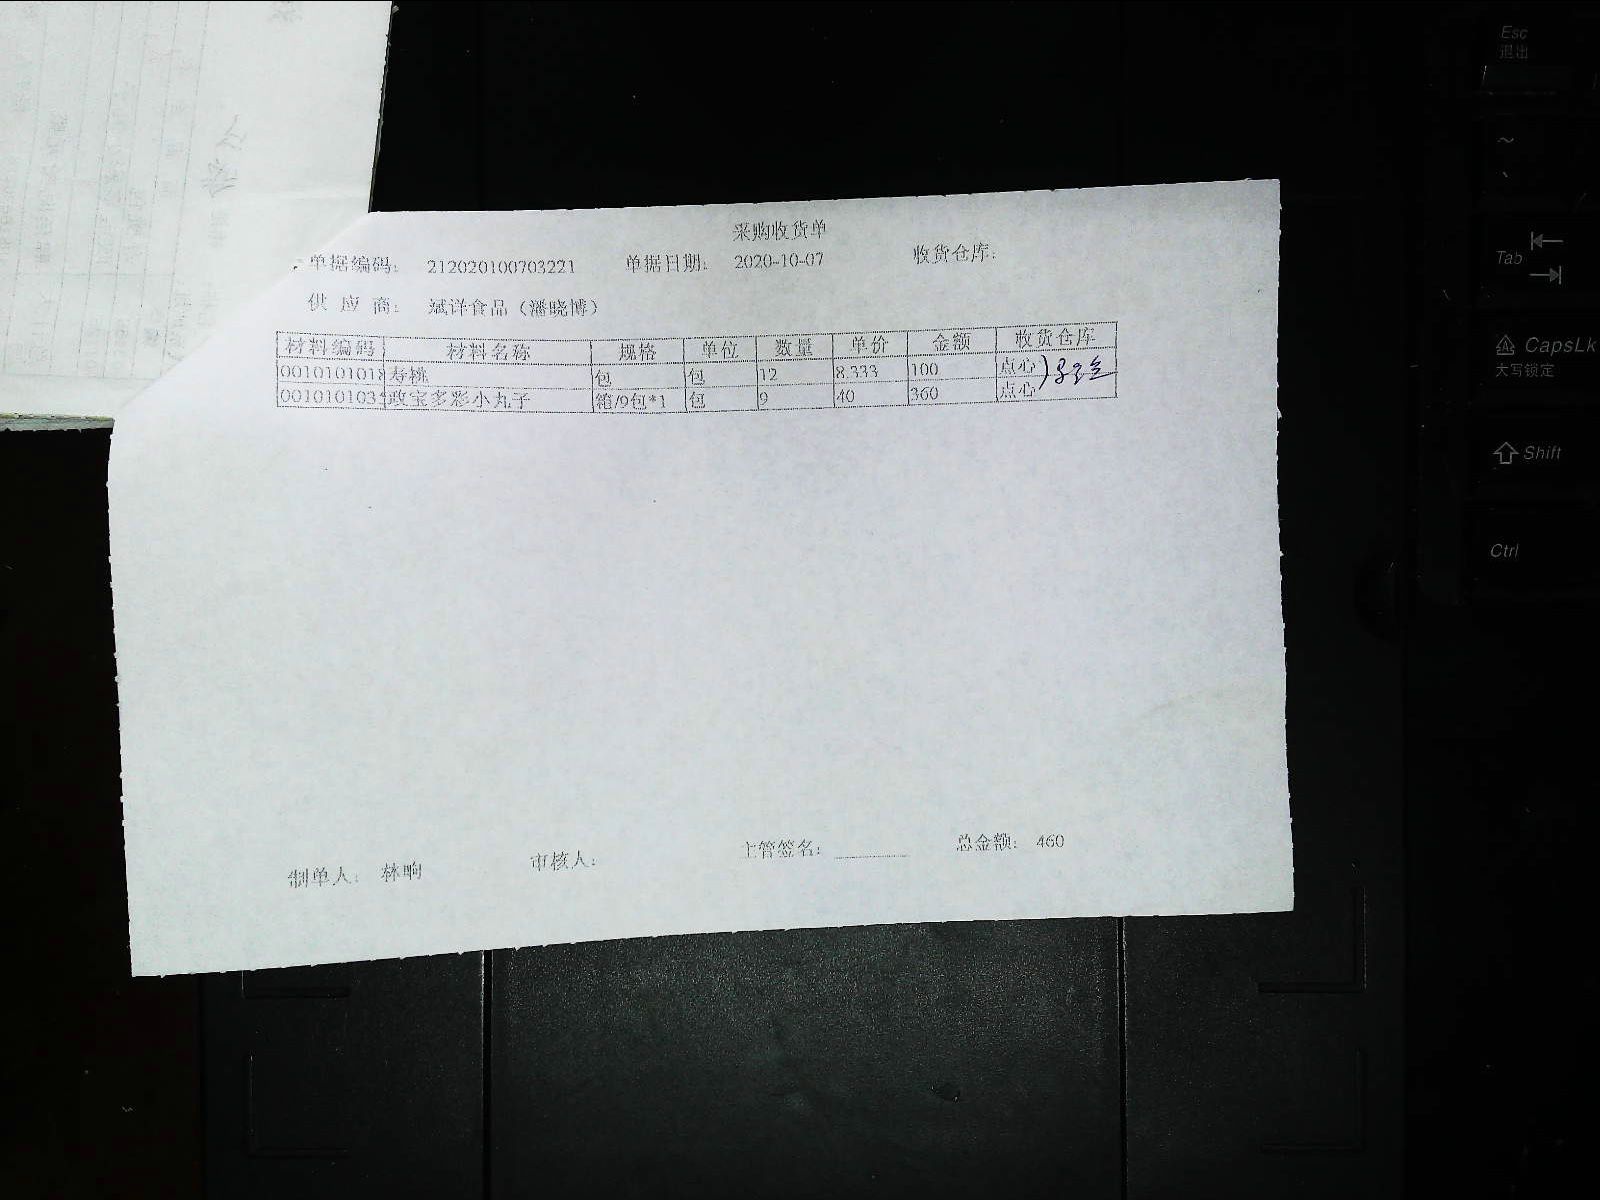 采购收货单
单据编码: 212020100703221 单据日期: 2020-10-07 收货仓库:
供 应 商: 斌详食品（潘晓博）
材料编码 材料名称 规格 单位 数量 单价 金额 收货仓库
0010101018 寿桃 包 包 12 8.333 100 点心
001010103 政宝多彩小丸子 箱/9包*1 包 9 40 360 点心
制单人: 林晌 审核人: 主管签名: 总金额: 460
Esc
退出
~
Tab
CapsLk
大写锁定
Shift
Ctrl